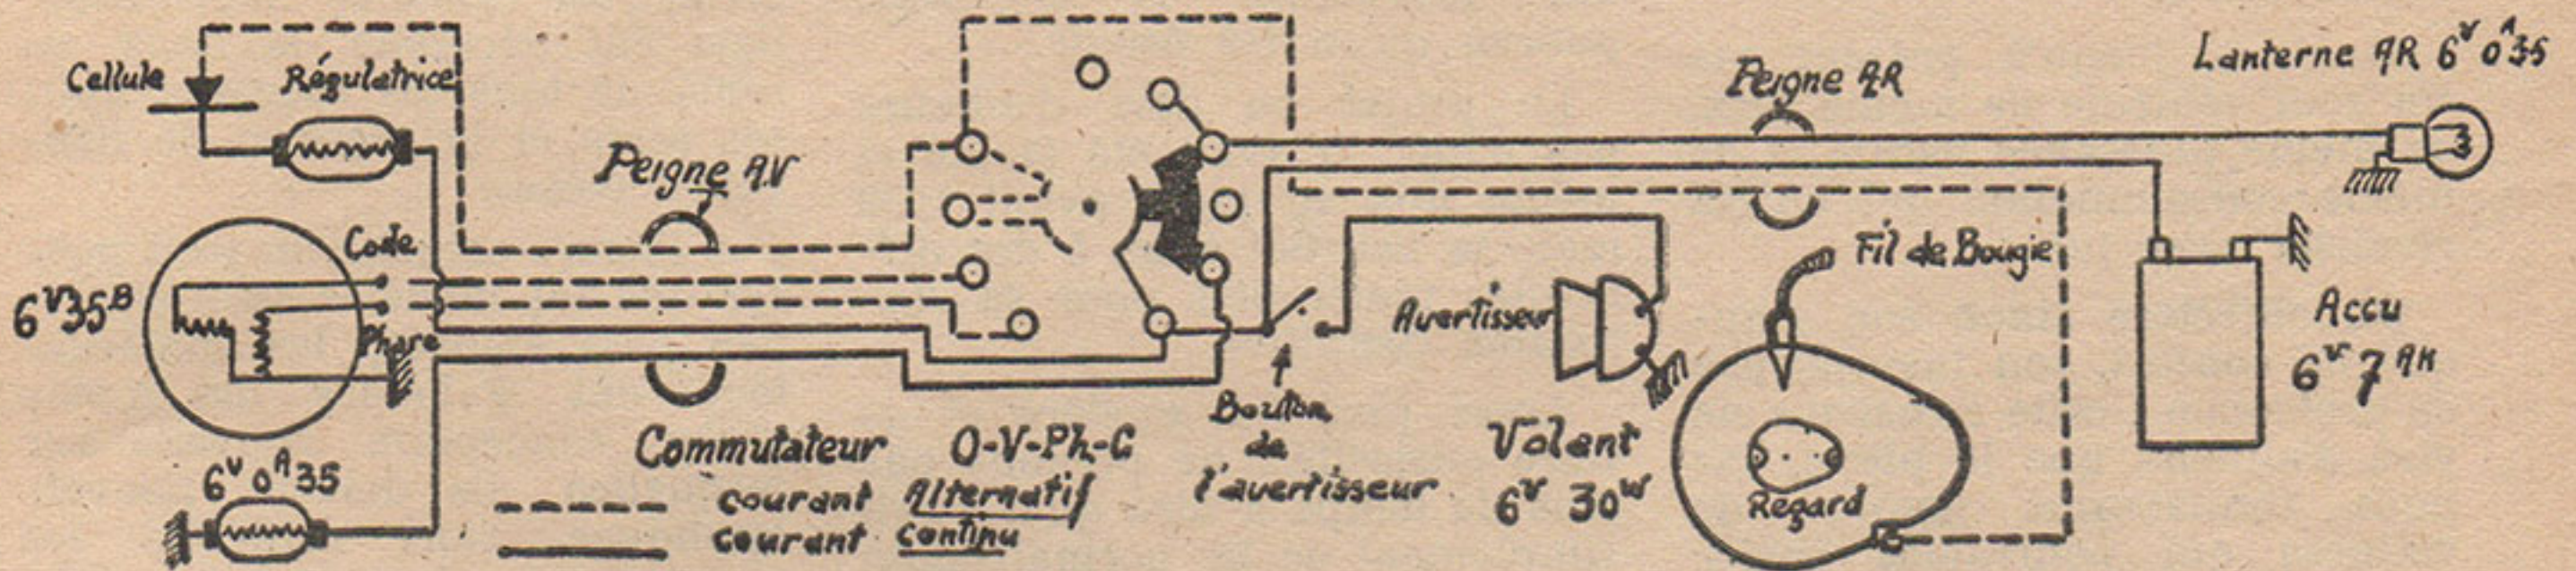 Cellule
Régulatrice
Peigne AV
Peigne AR
Lanterne AR 6V 0A35
Code
Phare
6V35B
6V 0A35
Commutateur O-V-Ph-C
courant Alternatif
courant continu
Bouton
de
l'avertisseur
Avertisseur
Fil de Bougie
Volant
6V 30W
Regard
Accu
6V 7AH